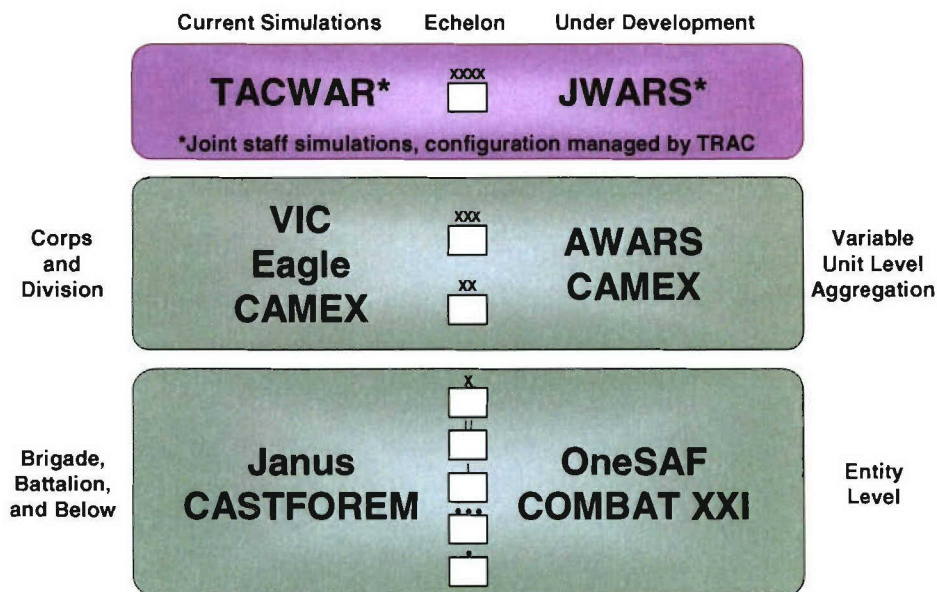 Current Simulations Echelon Under Development
xxxx
TACWAR* JWARS*
*Joint staff simulations, configuration managed by TRAC
Corps
and
Division
VIC
Eagle
CAMEX
xxx
xx
AWARS
CAMEX
Variable
Unit Level
Aggregation
Brigade,
Battalion,
and Below
Janus
CASTFOREM
x
II
I
•••
•
OneSAF
COMBAT XXI
Entity
Level